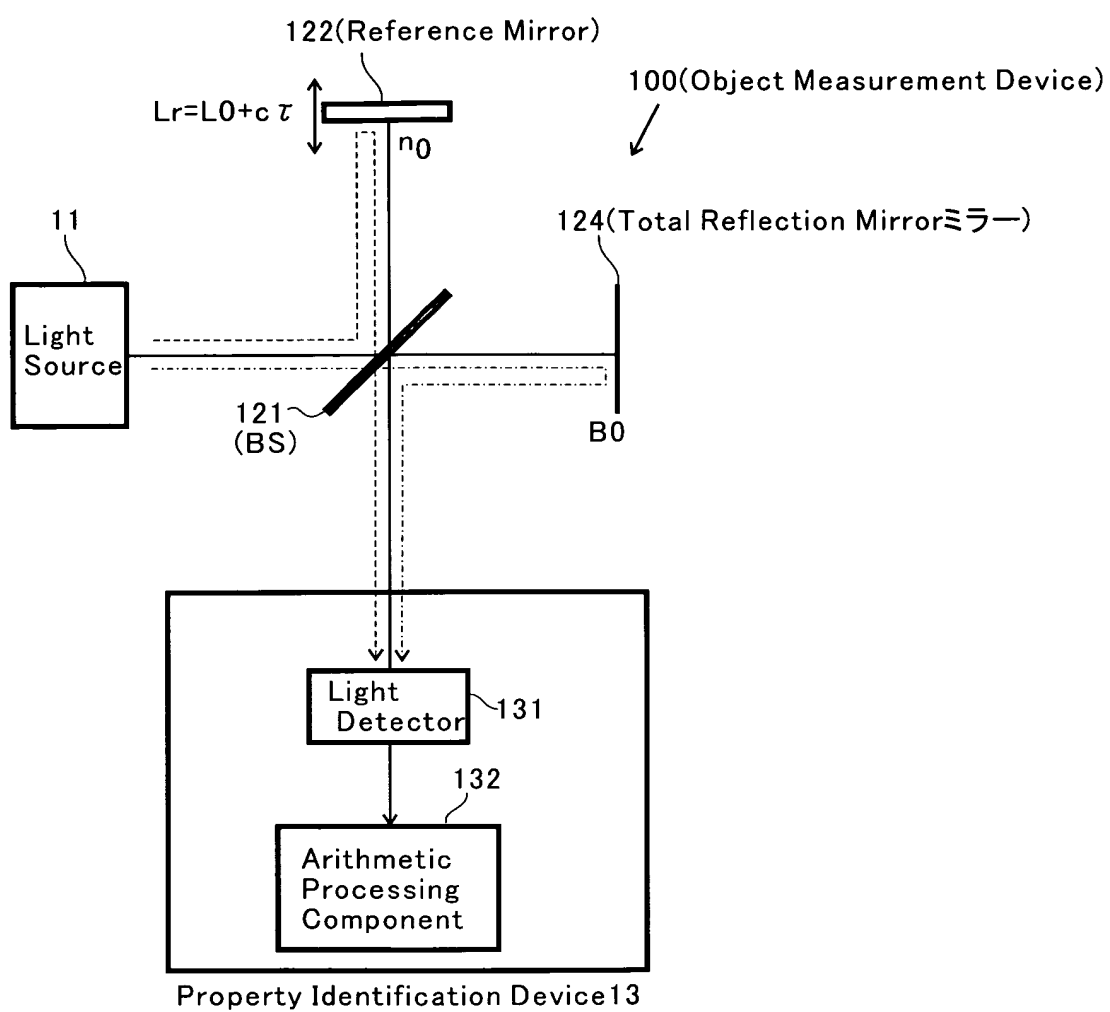 122(Reference Mirror)
100(Object Measurement Device)
Lr=L0+cτ
n0
11
124(Total Reflection Mirrorミラー)
Light
Source
121
(BS)
B0
Light
Detector
131
132
Arithmetic
Processing
Component
Property Identification Device13